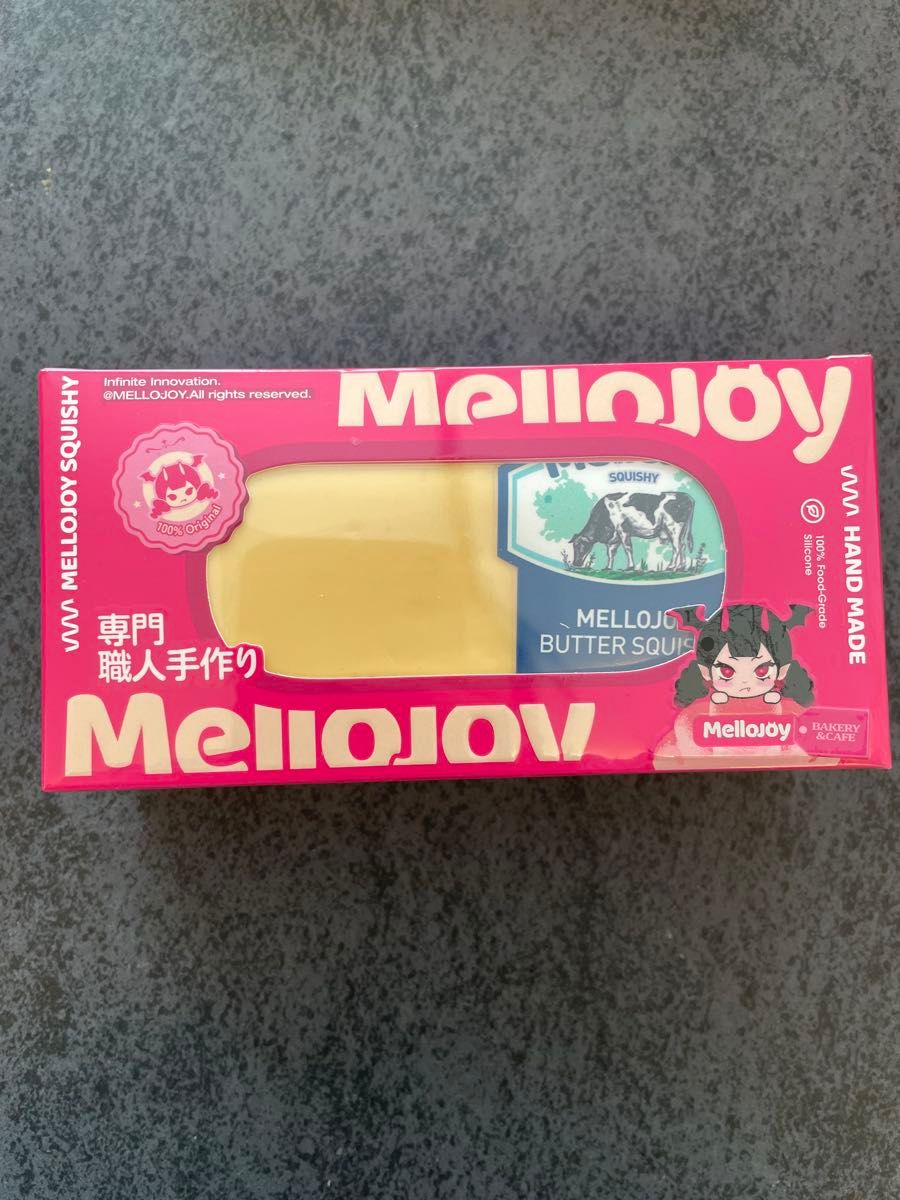 Infinite Innovation.
@MELLOJOY.All rights reserved.
MelloJoy
MELLOJOY SQUISHY
100% Original
SQUISHY
MELLOJO
BUTTER SQUIS
HAND MADE
100% Food-Grade
Silicone
専門
職人手作り
MelloJoy
MelloJoy
BAKERY
&CAFE